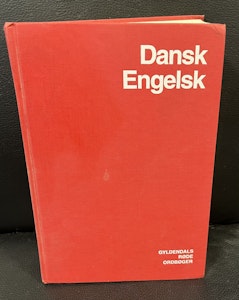 Dansk
Engelsk
GYLDENDALS
RØDE
ORDBØGER